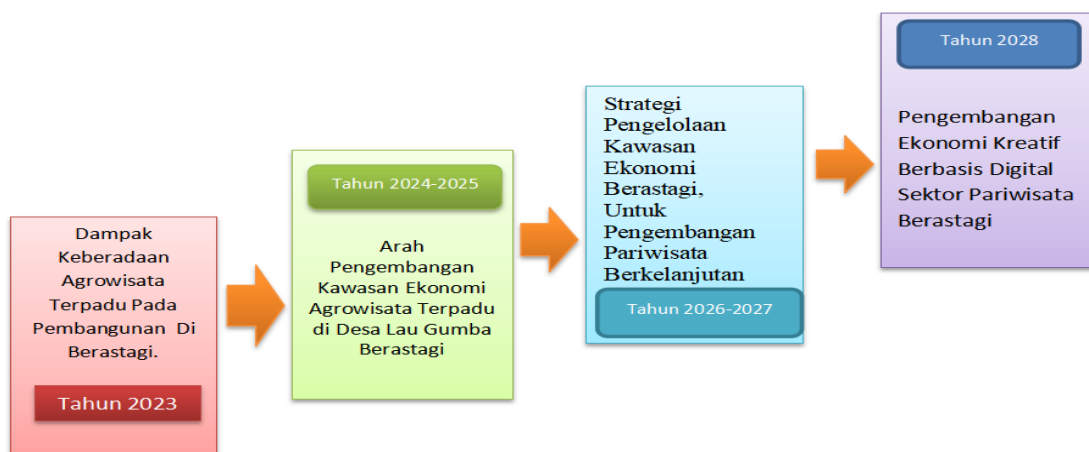 Dampak
Keberadaan
Agrowisata
Terpadu Pada
Pembangunan Di
Berastagi.
Tahun 2023
Tahun 2024-2025
Arah
Pengembangan
Kawasan Ekonomi
Agrowisata Terpadu
di Desa Lau Gumba
Berastagi
Strategi
Pengelolaan
Kawasan
Ekonomi
Berastagi,
Untuk
Pengembangan
Pariwisata
Berkelanjutan
Tahun 2026-2027
Tahun 2028
Pengembangan
Ekonomi Kreatif
Berbasis Digital
Sektor Pariwisata
Berastagi